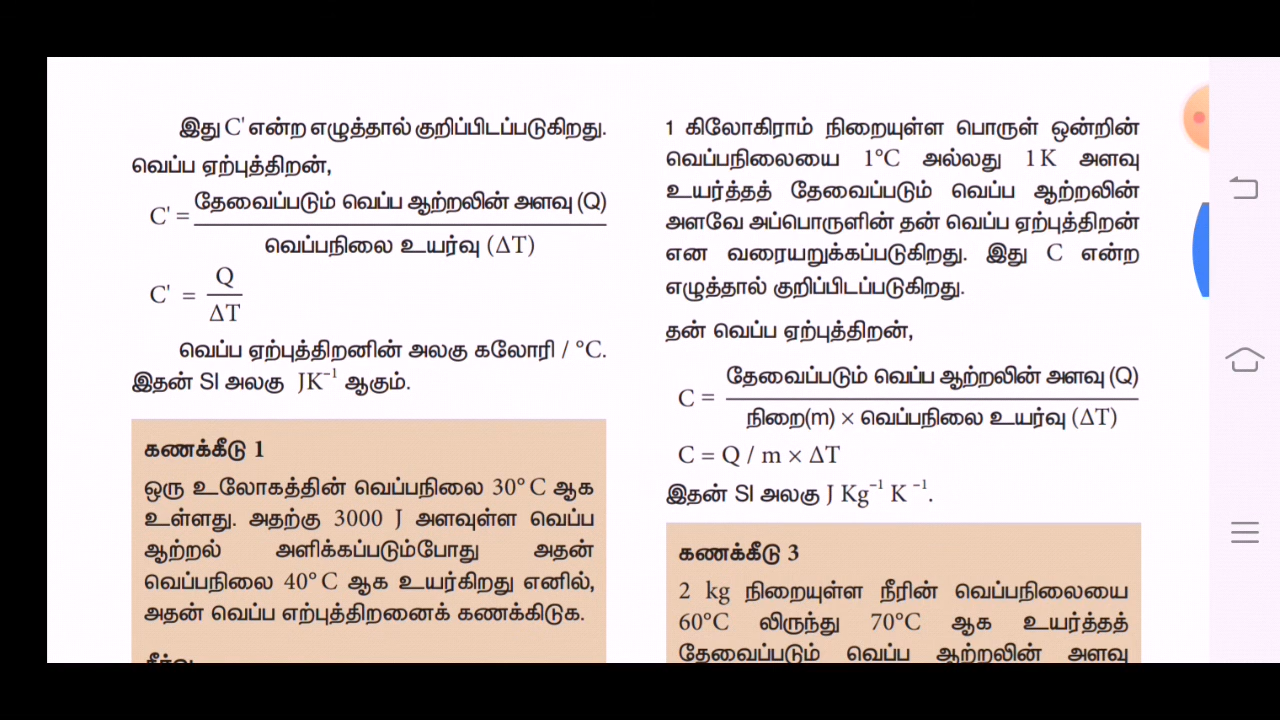 இது C' என்ற எழுத்தால் குறிப்பிடப்படுகிறது.
வெப்ப ஏற்புத்திறன்,
C' = தேவைப்படும் வெப்ப ஆற்றலின் அளவு (Q)
வெப்பநிலை உயர்வு (ΔT)
C' = Q
ΔT
வெப்ப ஏற்புத்திறனின் அலகு கலோரி / °C.
இதன் SI அலகு JK⁻¹ ஆகும்.
கணக்கீடு 1
ஒரு உலோகத்தின் வெப்பநிலை 30° C ஆக
உள்ளது. அதற்கு 3000 J அளவுள்ள வெப்ப
ஆற்றல் அளிக்கப்படும்போது அதன்
வெப்பநிலை 40° C ஆக உயர்கிறது எனில்,
அதன் வெப்ப எற்புத்திறனைக் கணக்கிடுக.
1 கிலோகிராம் நிறையுள்ள பொருள் ஒன்றின்
வெப்பநிலையை 1°C அல்லது 1 K அளவு
உயர்த்தத் தேவைப்படும் வெப்ப ஆற்றலின்
அளவே அப்பொருளின் தன் வெப்ப ஏற்புத்திறன்
என வரையறுக்கப்படுகிறது. இது C என்ற
எழுத்தால் குறிப்பிடப்படுகிறது.
தன் வெப்ப ஏற்புத்திறன்,
C = தேவைப்படும் வெப்ப ஆற்றலின் அளவு (Q)
நிறை(m) × வெப்பநிலை உயர்வு (ΔT)
C = Q / m × ΔT
இதன் SI அலகு J Kg⁻¹ K⁻¹.
கணக்கீடு 3
2 kg நிறையுள்ள நீரின் வெப்பநிலையை
60°C லிருந்து 70°C ஆக உயர்த்தத்
தேவைப்படும் வெப்ப ஆற்றலின் அளவு